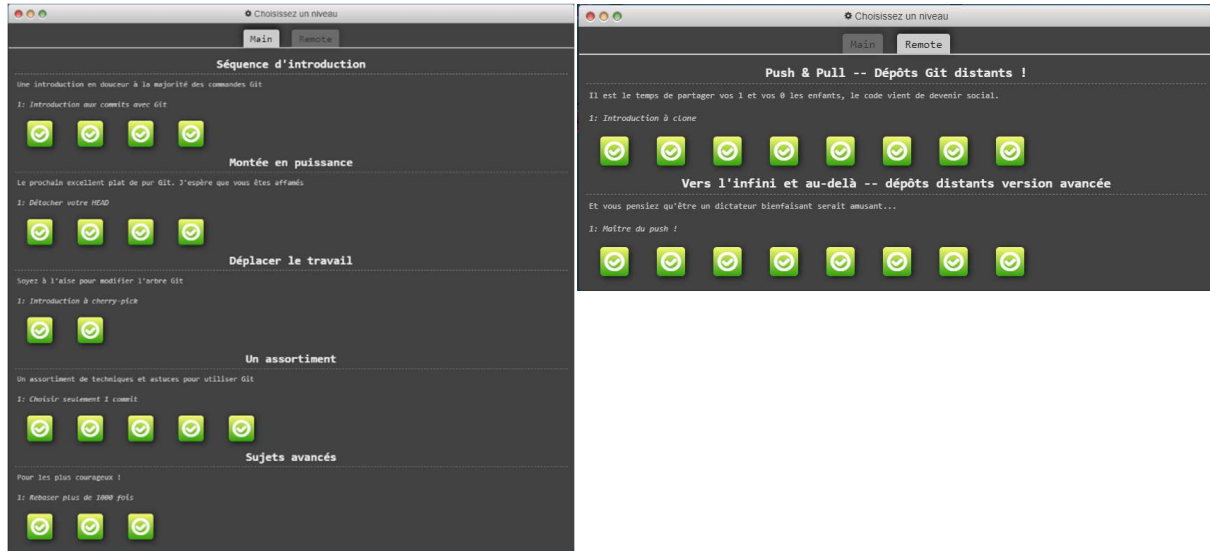 Choisissez un niveau
Main Remote
Séquence d'introduction
Une introduction en douceur à la majorité des commandes Git
1: Introduction aux commits avec Git
Montée en puissance
Le prochain excellent plat de pur Git. J'espère que vous êtes affamés
1: Détacher votre HEAD
Déplacer le travail
Soyez à l'aise pour modifier l'arbre Git
1: Introduction à cherry-pick
Un assortiment
Un assortiment de techniques et astuces pour utiliser Git
1: Choisir seulement 1 commit
Sujets avancés
Pour les plus courageux !
1: Rebaser plus de 1000 fois
Choisissez un niveau
Main Remote
Push & Pull -- Dépôts Git distants !
Il est le temps de partager vos 1 et vos 0 les enfants, le code vient de devenir social.
1: Introduction à clone
Vers l'infini et au-delà -- dépôts distants version avancée
Et vous pensiez qu'être un dictateur bienfaisant serait amusant...
1: Maître du push !